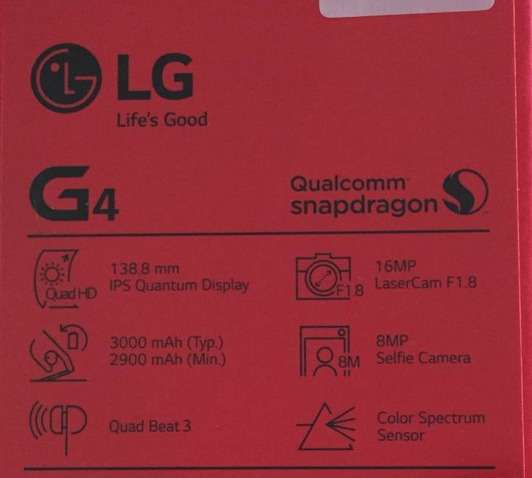 LG
Life's Good
G4
Qualcomm
snapdragon
Quad HD
138.8 mm
IPS Quantum Display
F1.8
16MP
LaserCam F1.8
3000 mAh (Typ.)
2900 mAh (Min.)
8M
8MP
Selfie Camera
Quad Beat 3
Color Spectrum
Sensor